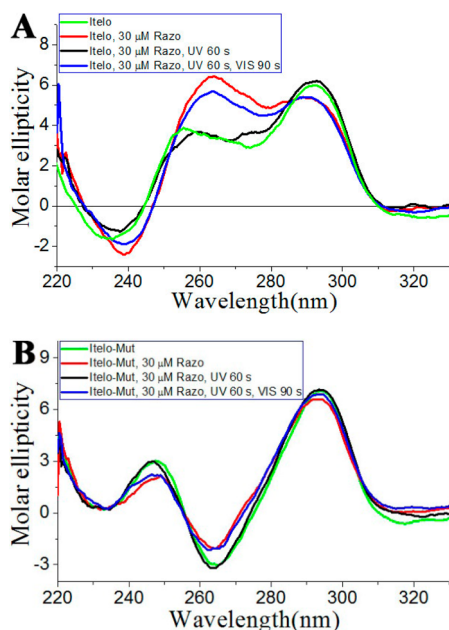 A
Itelo
Itelo, 30 μM Razo
Itelo, 30 μM Razo, UV 60 s
Itelo, 30 μM Razo, UV 60 s, VIS 90 s
Molar ellipticity
8
6
4
2
0
-2
220 240 260 280 300 320
Wavelength(nm)
B
Itelo-Mut
Itelo-Mut, 30 μM Razo
Itelo-Mut, 30 μM Razo, UV 60 s
Itelo-Mut, 30 μM Razo, UV 60 s, VIS 90 s
Molar ellipticity
9
6
3
0
-3
220 240 260 280 300 320
Wavelength(nm)